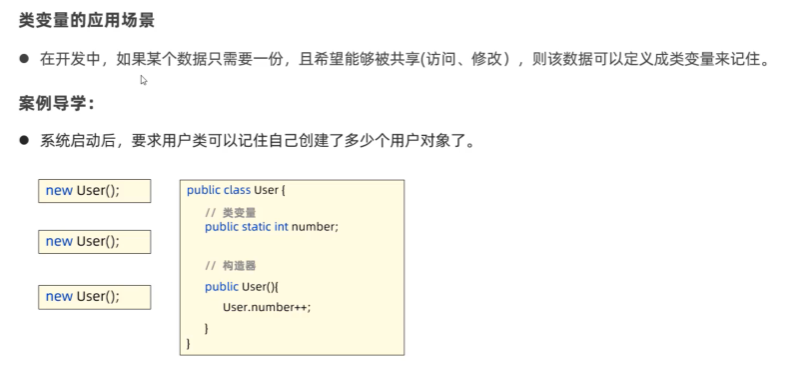 类变量的应用场景
● 在开发中，如果某个数据只需要一份，且希望能够被共享(访问、修改），则该数据可以定义成类变量来记住。
案例导学：
● 系统启动后，要求用户类可以记住自己创建了多少个用户对象了。
new User();
new User();
new User();
public class User {
// 类变量
public static int number;
// 构造器
public User(){
User.number++;
}
}